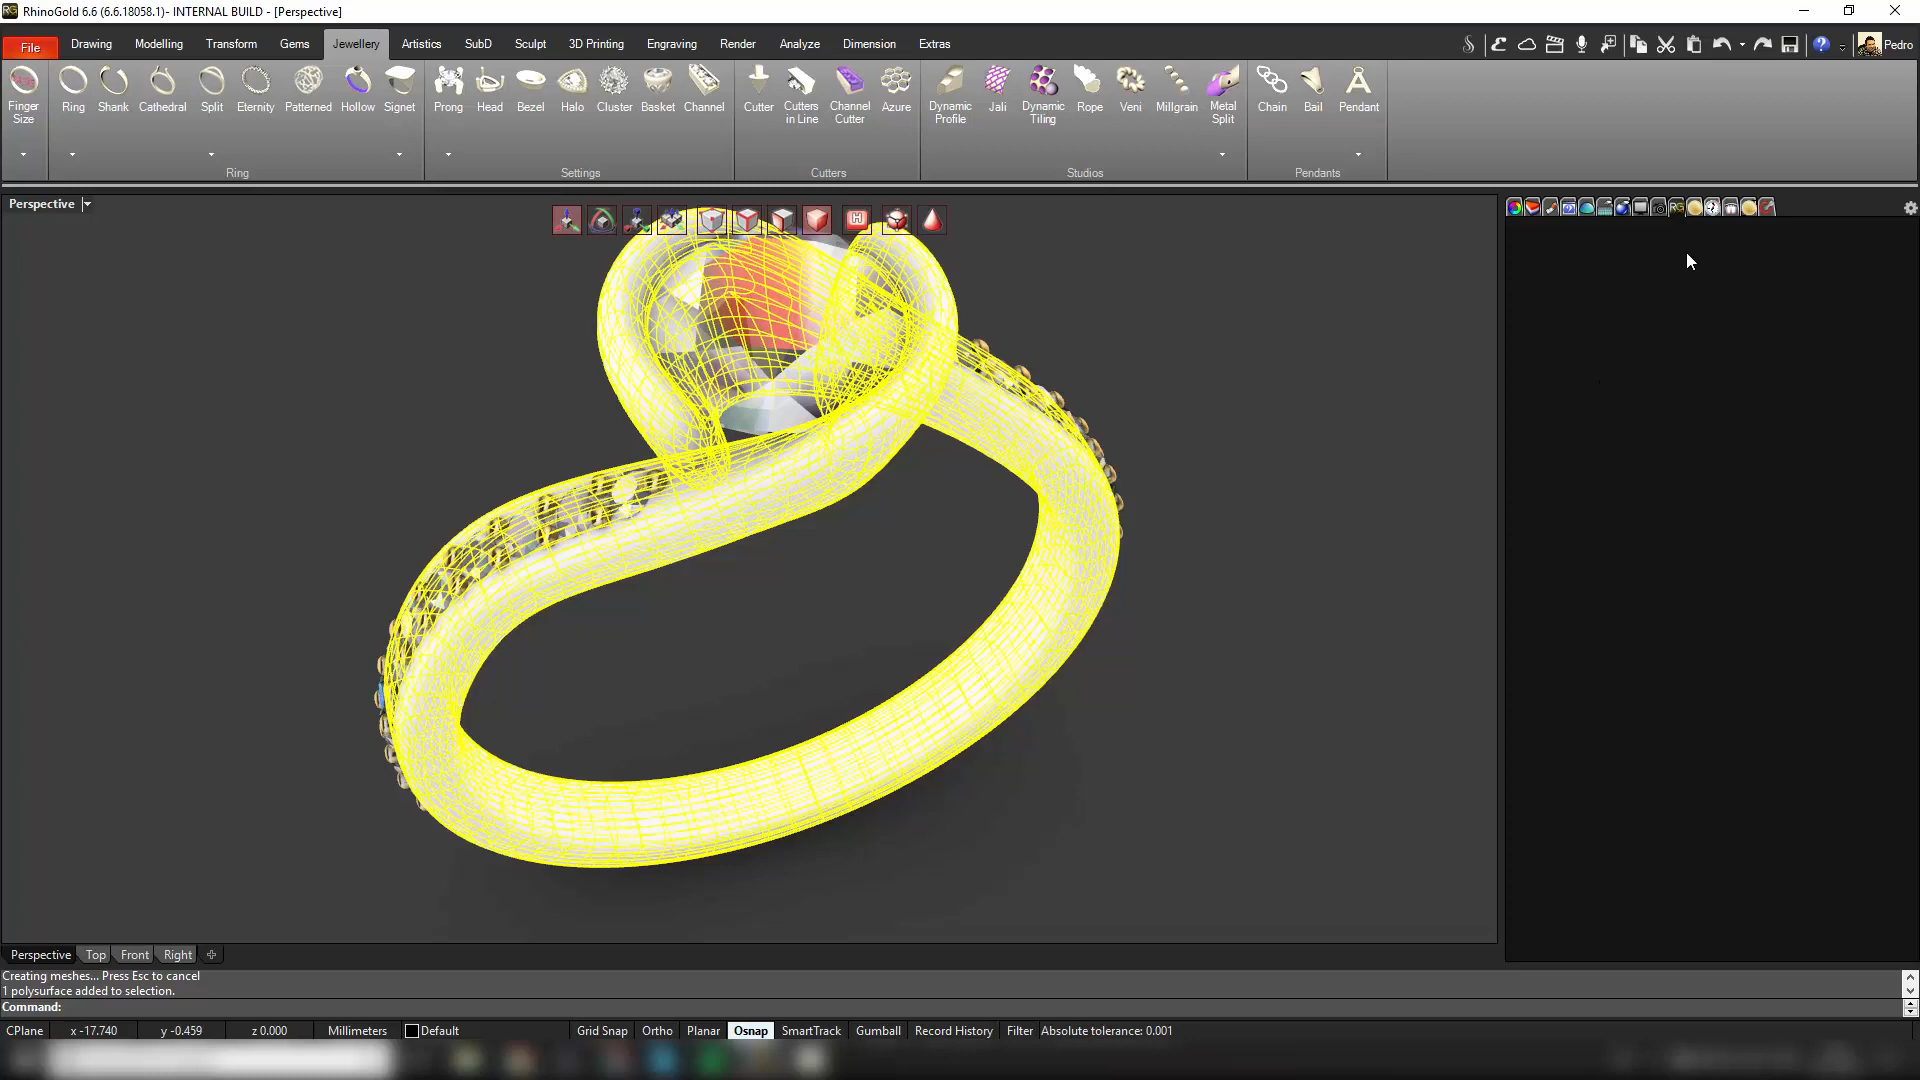 RhinoGold 6.6 (6.6.18058.1)- INTERNAL BUILD - [Perspective]
File Drawing Modelling Transform Gems Jewellery Artistics SubD Sculpt 3D Printing Engraving Render Analyze Dimension Extras Pedro
Finger Size Ring Shank Cathedral Split Eternity Patterned Hollow Signet Prong Head Bezel Halo Cluster Basket Channel Cutter Cutters in Line Channel Cutter Azure Dynamic Profile Jali Dynamic Tiling Rope Veni Millgrain Metal Split Chain Bail Pendant
Ring Settings Cutters Studios Pendants
Perspective
Perspective Top Front Right
Creating meshes... Press Esc to cancel
1 polysurface added to selection.
Command:
CPlane x -17.740 y -0.459 z 0.000 Millimeters Default Grid Snap Ortho Planar Osnap SmartTrack Gumball Record History Filter Absolute tolerance: 0.001